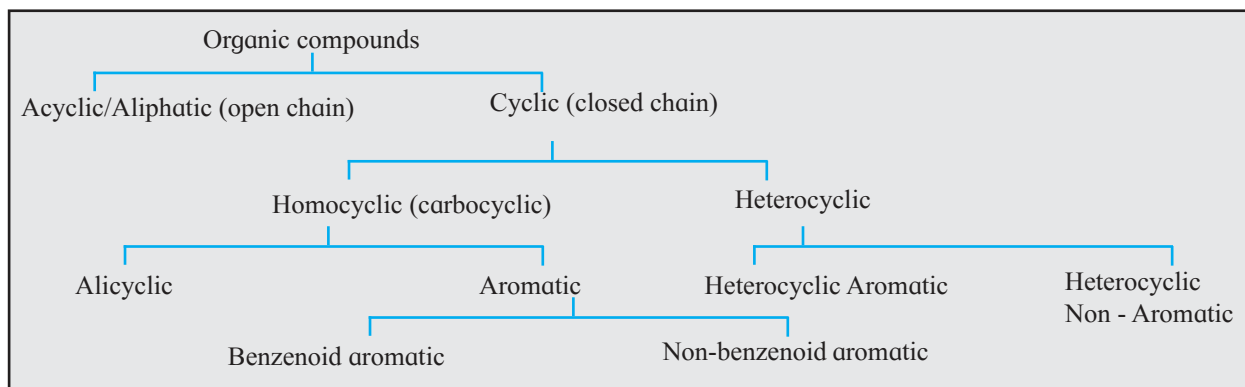 Organic compounds
Acyclic/Aliphatic (open chain)
Cyclic (closed chain)
Homocyclic (carbocyclic)
Heterocyclic
Alicyclic
Aromatic
Heterocyclic Aromatic
Heterocyclic
Non - Aromatic
Benzenoid aromatic
Non-benzenoid aromatic